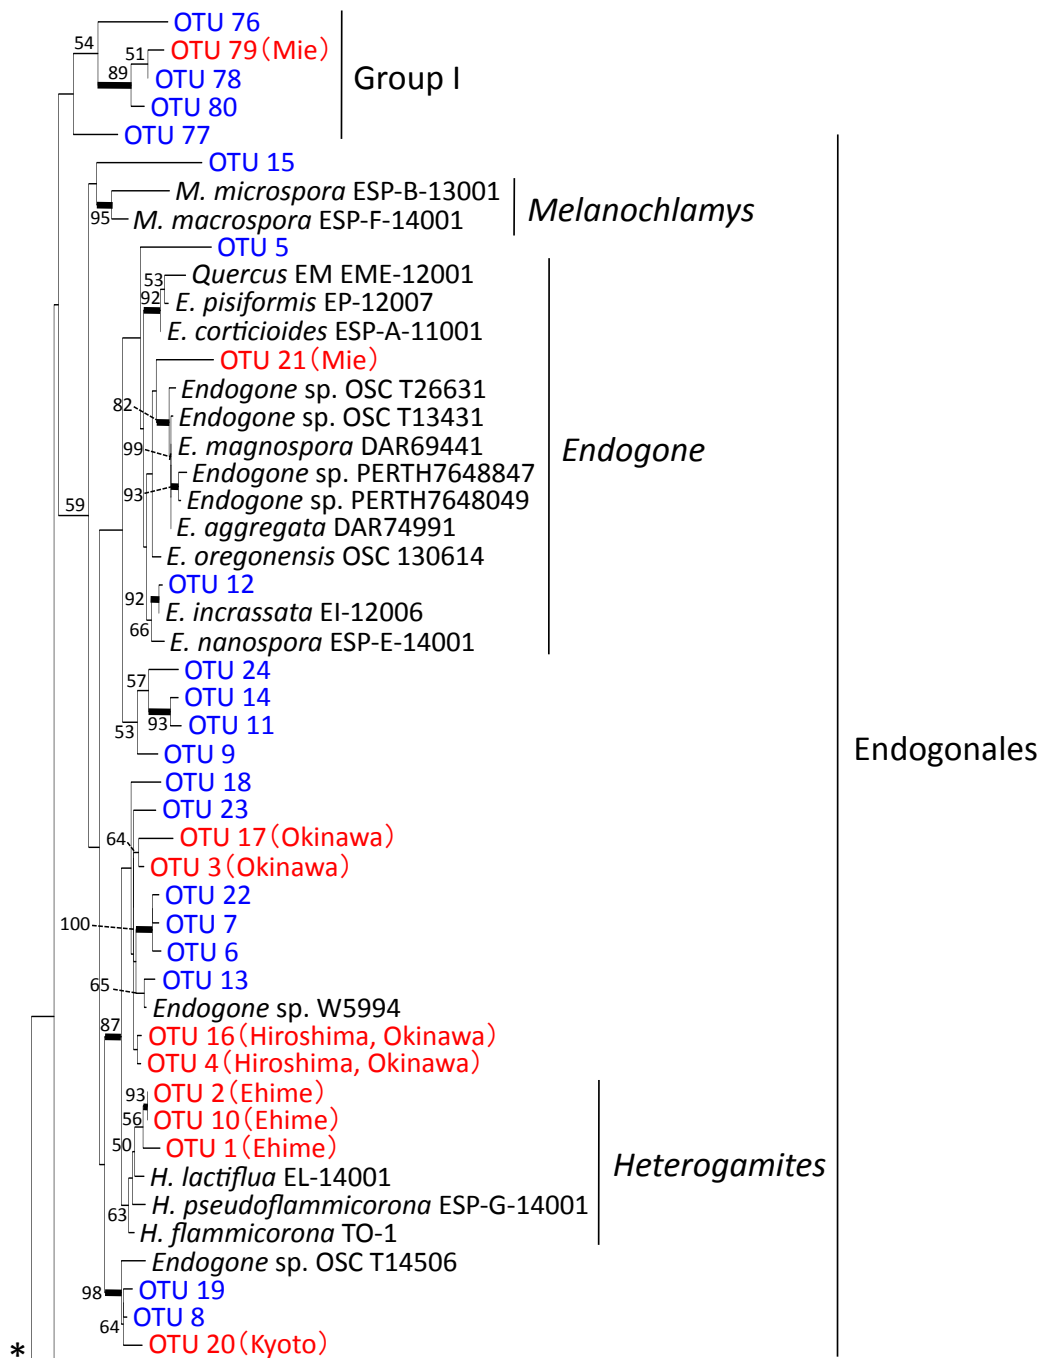 OTU 76
54
51
OTU 79（Mie）
89
OTU 78
Group I
OTU 80
OTU 77
OTU 15
M. microspora ESP-B-13001
Melanochlamys
95
M. macrospora ESP-F-14001
OTU 5
53
Quercus EM EME-12001
92
E. pisiformis EP-12007
E. corticioides ESP-A-11001
OTU 21（Mie）
Endogone sp. OSC T26631
82
Endogone sp. OSC T13431
99
E. magnospora DAR69441
Endogone
Endogone sp. PERTH7648847
93
Endogone sp. PERTH7648049
59
E. aggregata DAR74991
E. oregonensis OSC 130614
OTU 12
92
E. incrassata EI-12006
66
E. nanospora ESP-E-14001
OTU 24
57
OTU 14
93
OTU 11
53
OTU 9
Endogonales
OTU 18
OTU 23
64
OTU 17（Okinawa）
OTU 3（Okinawa）
OTU 22
100
OTU 7
OTU 6
OTU 13
65
Endogone sp. W5994
87
OTU 16（Hiroshima, Okinawa）
OTU 4（Hiroshima, Okinawa）
93
OTU 2（Ehime）
56
OTU 10（Ehime）
50
OTU 1（Ehime）
Heterogamites
H. lactiflua EL-14001
63
H. pseudoflammicorona ESP-G-14001
H. flammicorona TO-1
Endogone sp. OSC T14506
98
OTU 19
OTU 8
64
OTU 20（Kyoto）
*